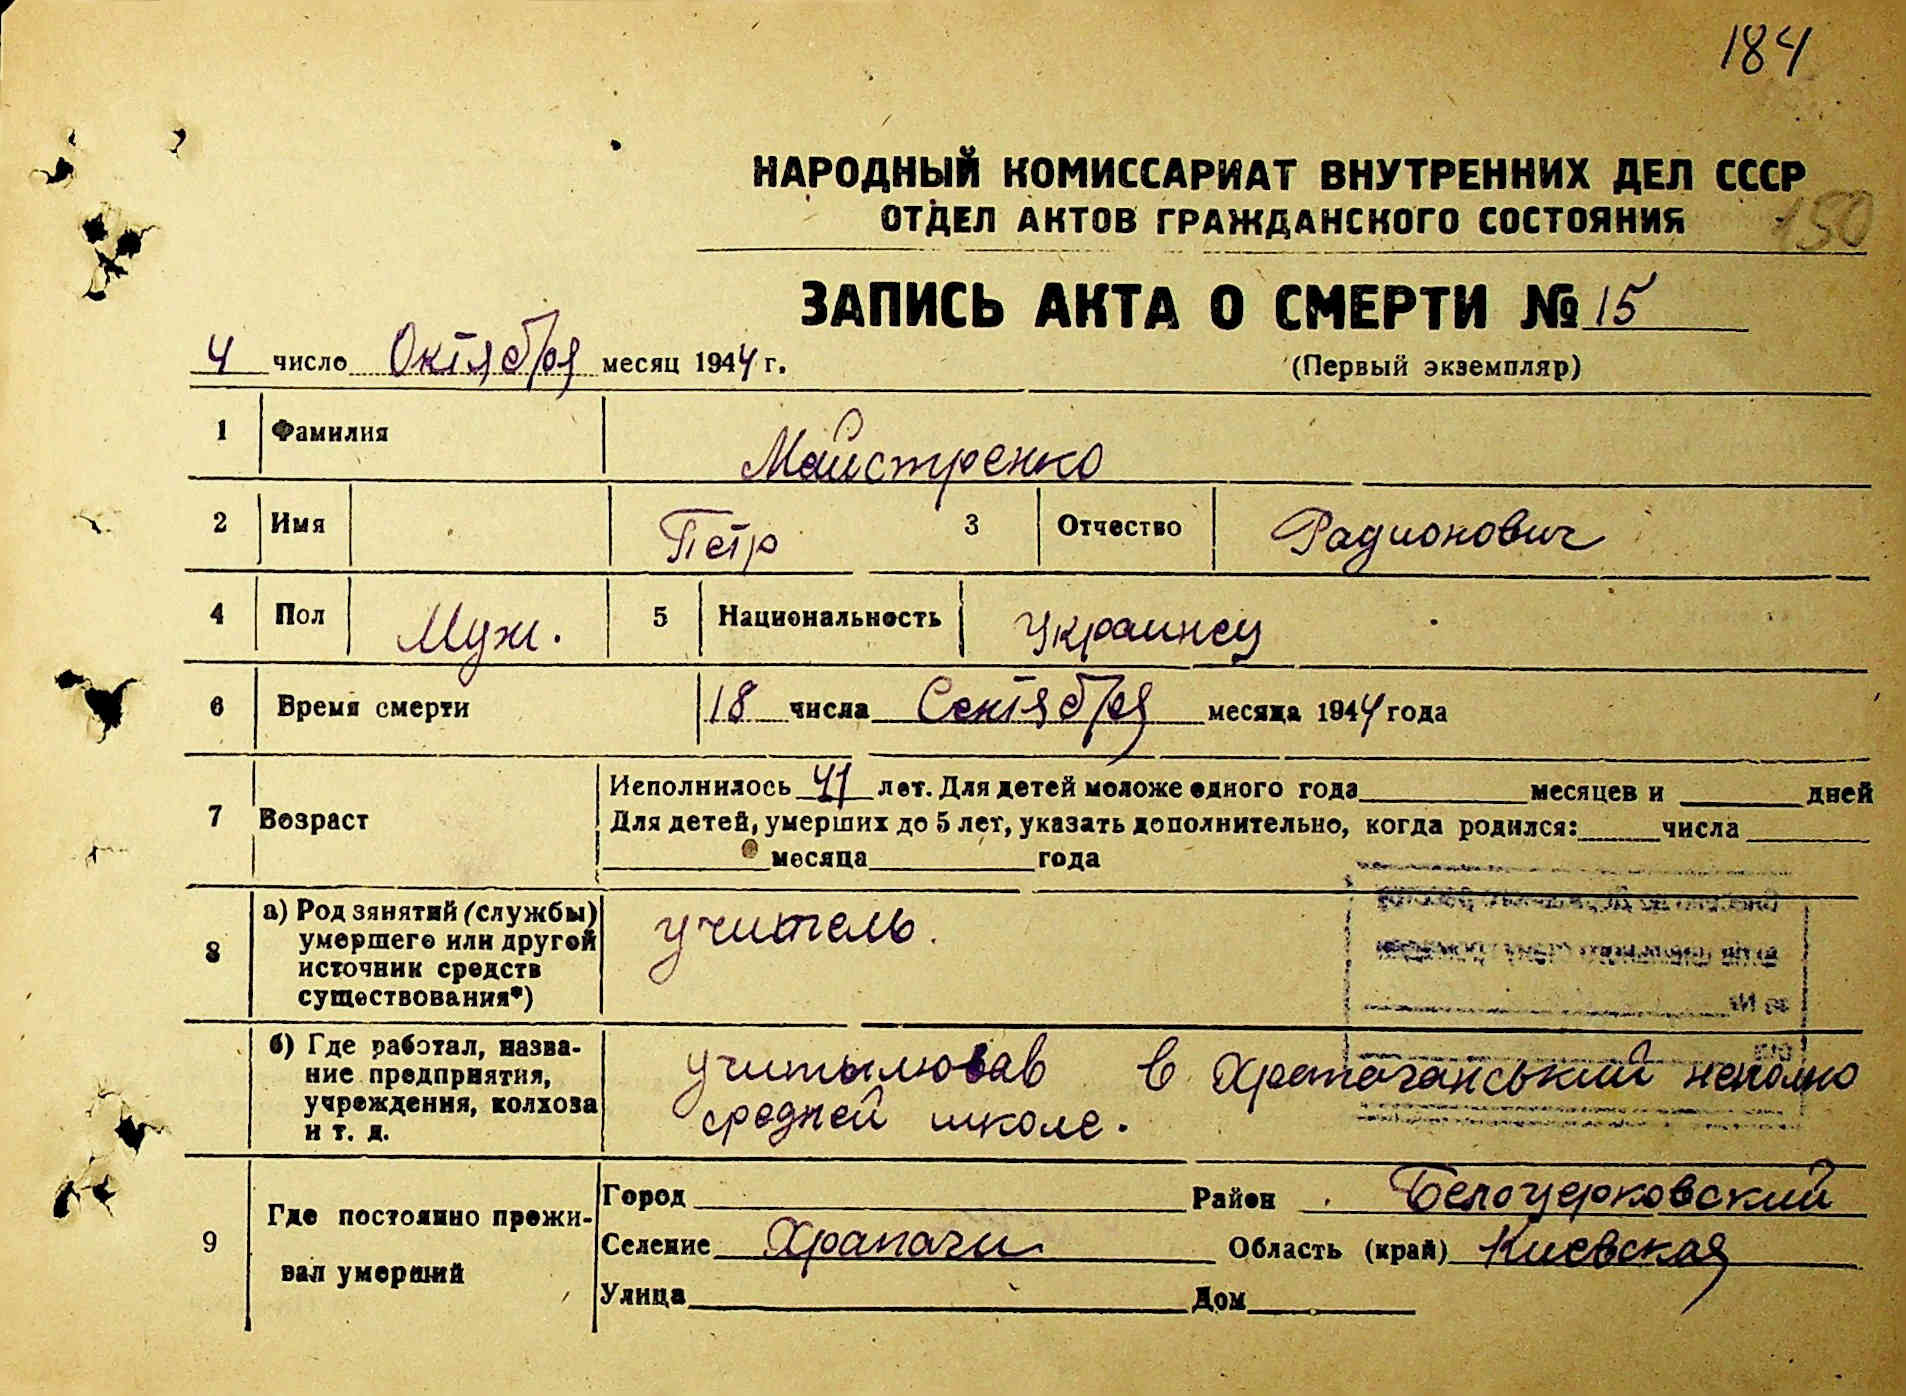 184
НАРОДНЫЙ КОМИССАРИАТ ВНУТРЕННИХ ДЕЛ СССР
ОТДЕЛ АКТОВ ГРАЖДАНСКОГО СОСТОЯНИЯ
150
ЗАПИСЬ АКТА О СМЕРТИ № 15
4 число Октября месяц 1944 г.
(Первый экземпляр)
1 Фамилия Майстренко
2 Имя Петр 3 Отчество Радионович
4 Пол Муж. 5 Национальность Украинец
6 Время смерти 18 числа Сентября месяца 1944 года
7 Возраст
Исполнилось 41 лет. Для детей моложе одного года месяцев и дней
Для детей, умерших до 5 лет, указать дополнительно, когда родился: числа
месяца года
8 а) Род занятий (службы) умершего или другой источник средств существования*)
учитель.
б) Где работал, название предприятия, учреждения, колхоза и т. д.
учитылював в Храпачанський неполно
средней школе.
9 Где постоянно проживал умерший
Город Район Белоцерковский
Селение Храпачи Область (край) Киевская
Улица Дом